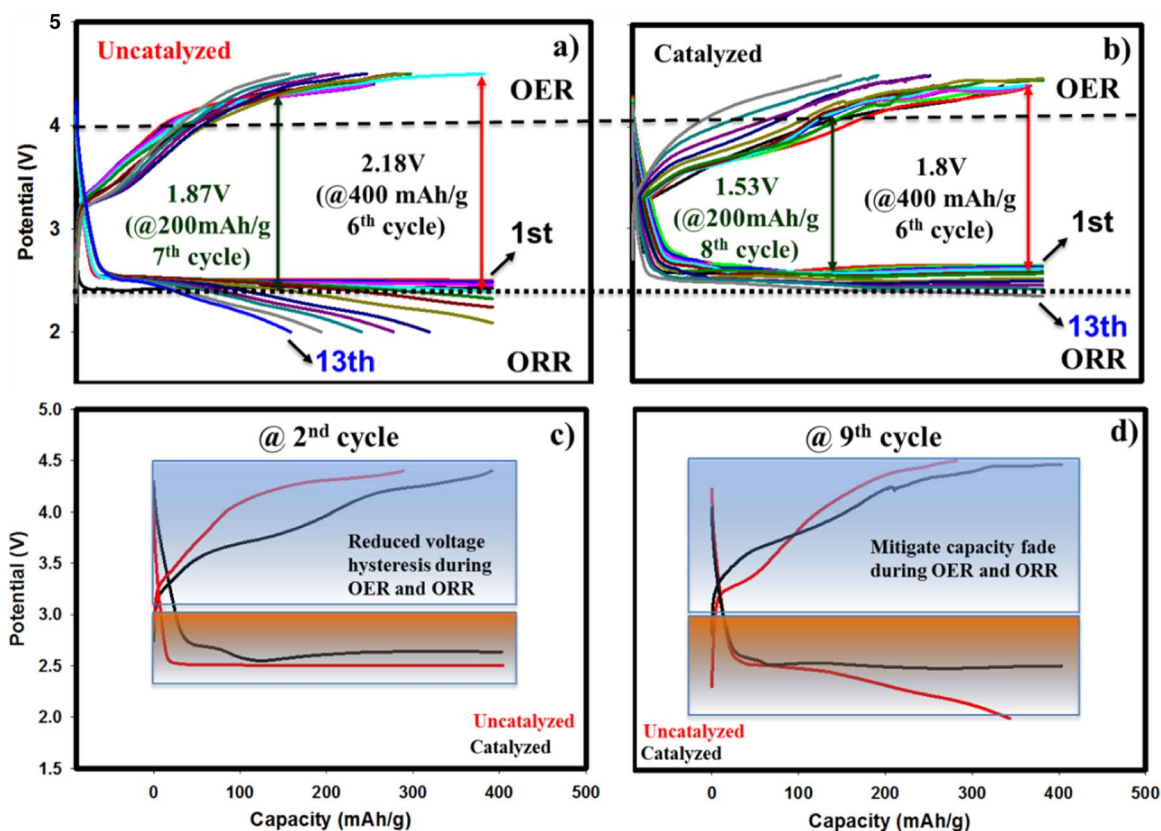 Uncatalyzed
a)
OER
2.18V
(@400 mAh/g
6th cycle)
1.87V
(@200mAh/g
7th cycle)
1st
13th
ORR
Potential (V)
5
4
3
2
Catalyzed
b)
OER
1.8V
(@400 mAh/g
6th cycle)
1.53V
(@200mAh/g
8th cycle)
1st
13th
ORR
@ 2nd cycle
c)
Reduced voltage
hysteresis during
OER and ORR
Uncatalyzed
Catalyzed
Potential (V)
5.0
4.5
4.0
3.5
3.0
2.5
2.0
1.5
0 100 200 300 400 500
Capacity (mAh/g)
@ 9th cycle
d)
Mitigate capacity fade
during OER and ORR
Uncatalyzed
Catalyzed
0 100 200 300 400 500
Capacity (mAh/g)